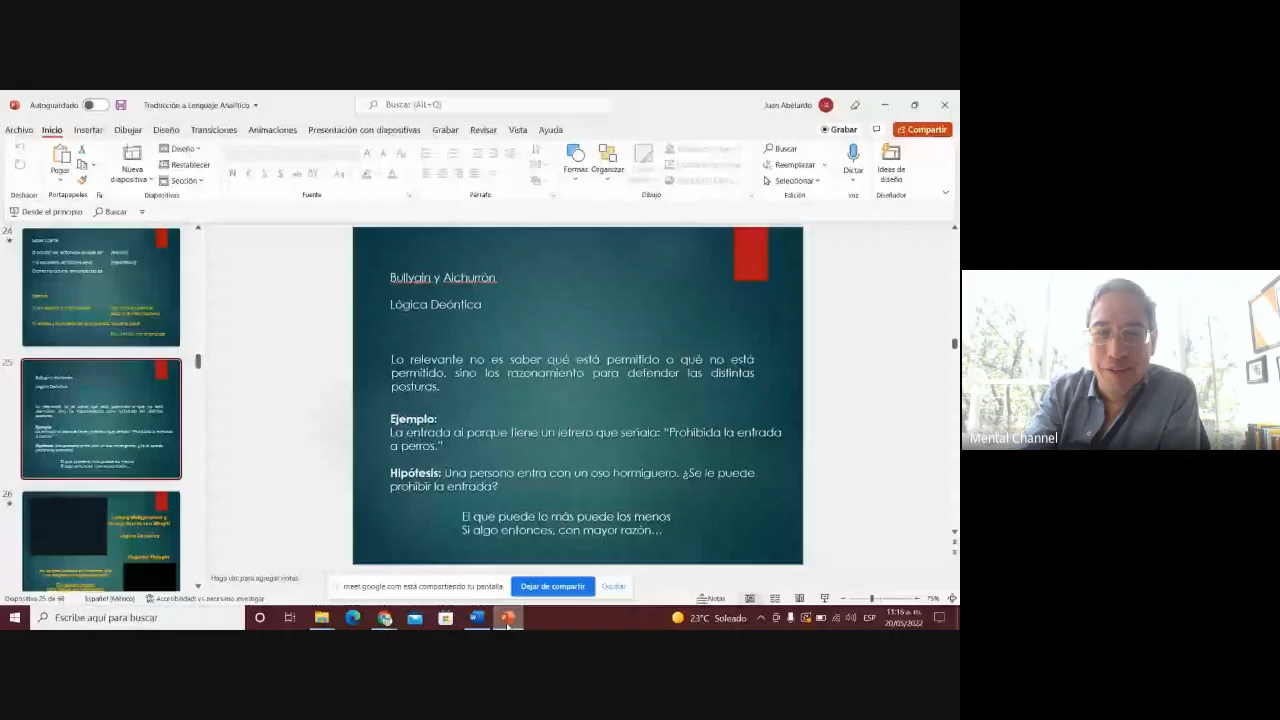 Autoguardado
Traducción a Lenguaje Analítico
Buscar (Alt+Q)
Juan Abelardo
Archivo Inicio Insertar Dibujar Diseño Transiciones Animaciones Presentación con diapositivas Grabar Revisar Vista Ayuda
Grabar
Compartir
Pegar
Nueva diapositiva
Diseño
Restablecer
Sección
Formas
Organizar
Buscar
Reemplazar
Seleccionar
Dictar
Ideas de diseño
Deshacer Portapapeles Diapositivas Fuente Párrafo Dibujo Edición Voz Diseñador
Desde el principio Buscar
24
25
26
Bullygin y Alchurrón
Lógica Deóntica
Lo relevante no es saber qué está permitido o qué no está
permitido, sino los razonamiento para defender las distintas
posturas.
Ejemplo:
La entrada al parque tiene un letrero que señala: "Prohibida la entrada
a perros."
Hipótesis: Una persona entra con un oso hormiguero. ¿Se le puede
prohibir la entrada?
El que puede lo más puede los menos
Si algo entonces, con mayor razón...
Haga clic para agregar notas
meet.google.com está compartiendo tu pantalla
Dejar de compartir
Ocultar
Diapositiva 25 de 66
Español (México)
Accesibilidad: es necesario investigar
Notas
75%
Escribe aquí para buscar
23°C Soleado
ESP
11:16 a. m.
20/05/2022
Mental Channel